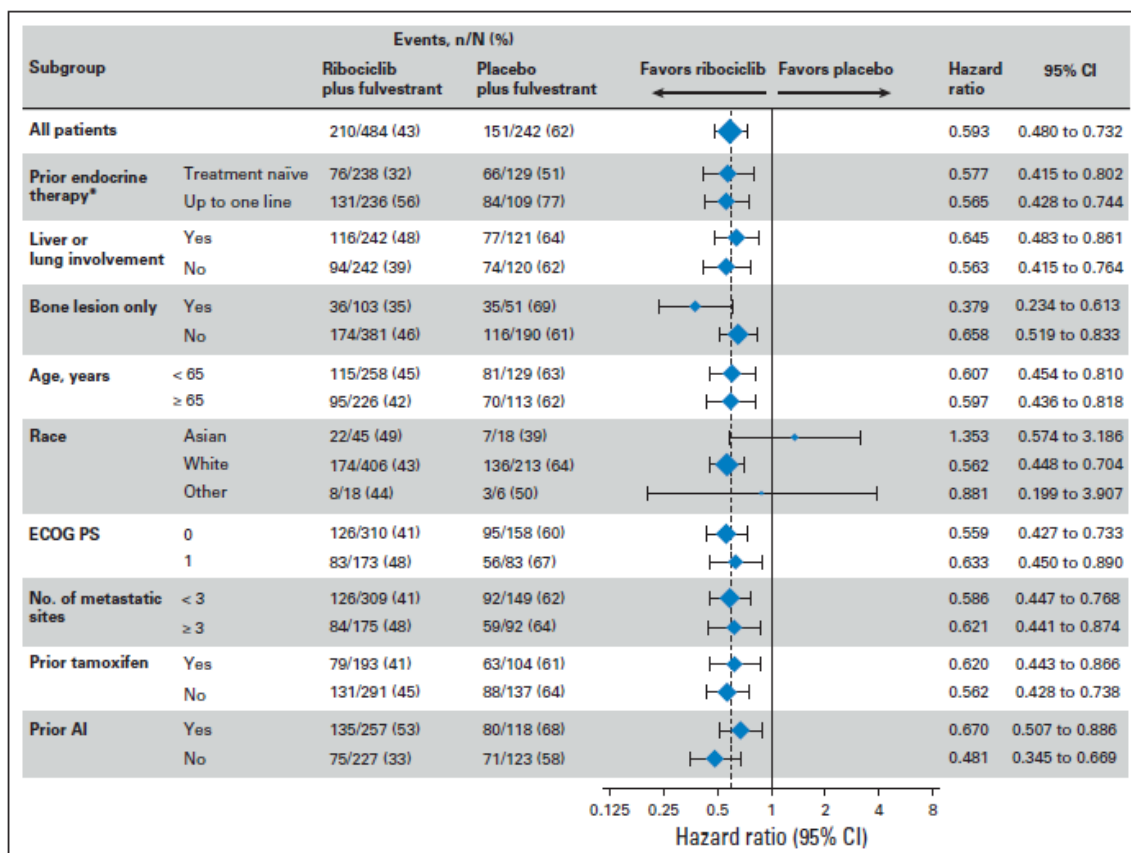 Events, n/N (%)
Subgroup Ribociclib plus fulvestrant Placebo plus fulvestrant Favors ribociclib Favors placebo Hazard ratio 95% CI
All patients 210/484 (43) 151/242 (62) 0.593 0.480 to 0.732
Prior endocrine therapy* Treatment naïve 76/238 (32) 66/129 (51) 0.577 0.415 to 0.802
Up to one line 131/236 (56) 84/109 (77) 0.565 0.428 to 0.744
Liver or lung involvement Yes 116/242 (48) 77/121 (64) 0.645 0.483 to 0.861
No 94/242 (39) 74/120 (62) 0.563 0.415 to 0.764
Bone lesion only Yes 36/103 (35) 35/51 (69) 0.379 0.234 to 0.613
No 174/381 (46) 116/190 (61) 0.658 0.519 to 0.833
Age, years < 65 115/258 (45) 81/129 (63) 0.607 0.454 to 0.810
≥ 65 95/226 (42) 70/113 (62) 0.597 0.436 to 0.818
Race Asian 22/45 (49) 7/18 (39) 1.353 0.574 to 3.186
White 174/406 (43) 136/213 (64) 0.562 0.448 to 0.704
Other 8/18 (44) 3/6 (50) 0.881 0.199 to 3.907
ECOG PS 0 126/310 (41) 95/158 (60) 0.559 0.427 to 0.733
1 83/173 (48) 56/83 (67) 0.633 0.450 to 0.890
No. of metastatic sites < 3 126/309 (41) 92/149 (62) 0.586 0.447 to 0.768
≥ 3 84/175 (48) 59/92 (64) 0.621 0.441 to 0.874
Prior tamoxifen Yes 79/193 (41) 63/104 (61) 0.620 0.443 to 0.866
No 131/291 (45) 88/137 (64) 0.562 0.428 to 0.738
Prior AI Yes 135/257 (53) 80/118 (68) 0.670 0.507 to 0.886
No 75/227 (33) 71/123 (58) 0.481 0.345 to 0.669
0.125 0.25 0.5 1 2 4 8
Hazard ratio (95% CI)